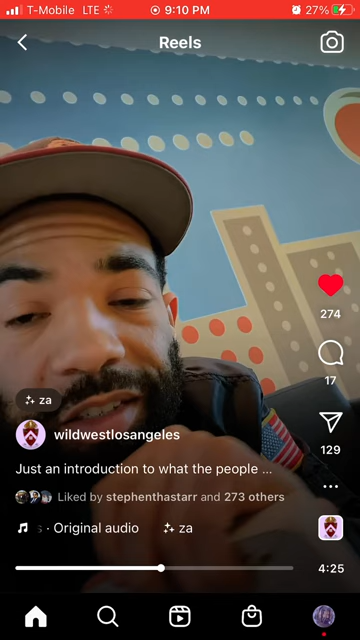 T-Mobile LTE 9:10 PM 27%
Reels
274
17
za
wildwestlosangeles
129
Just an introduction to what the people ...
Liked by stephenthastarr and 273 others
s · Original audio za
4:25